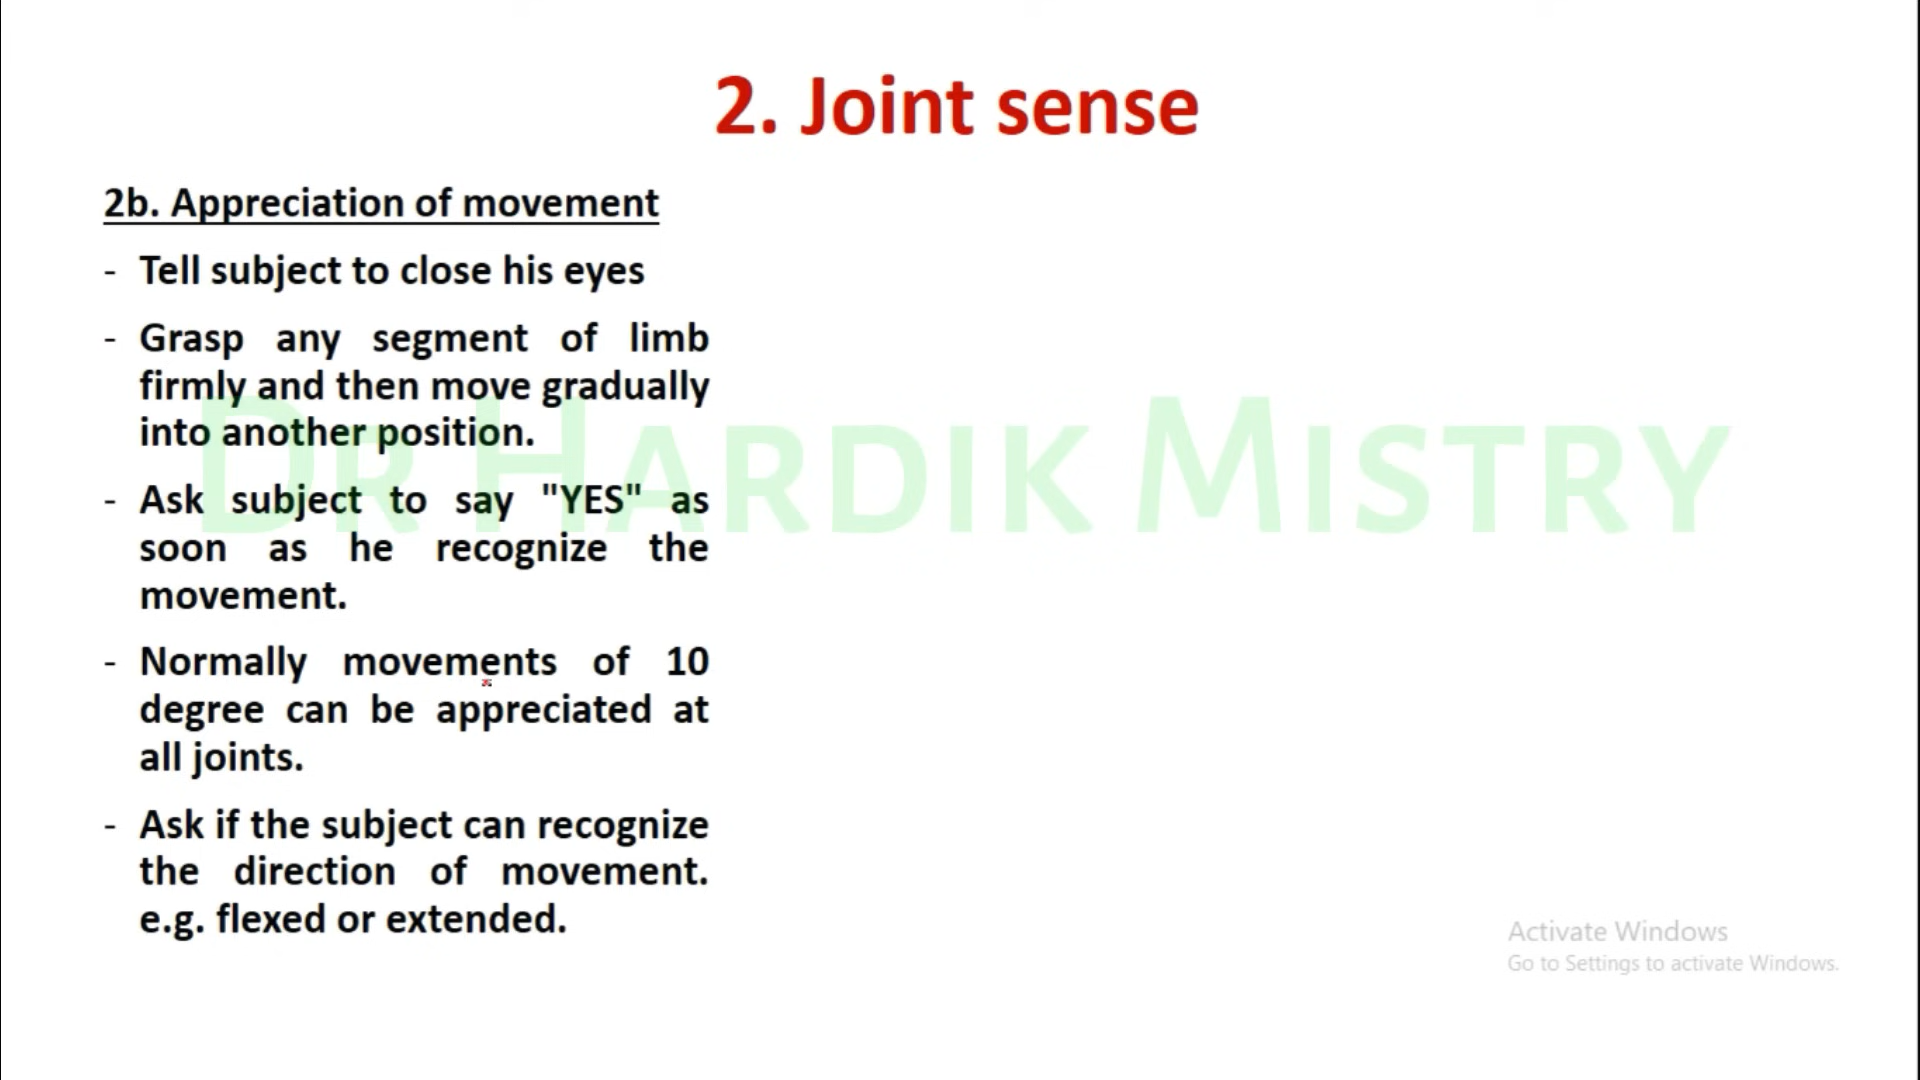 2. Joint sense
2b. Appreciation of movement
- Tell subject to close his eyes
- Grasp any segment of limb
firmly and then move gradually
into another position.
- Ask subject to say "YES" as
soon as he recognize the
movement.
- Normally movements of 10
degree can be appreciated at
all joints.
- Ask if the subject can recognize
the direction of movement.
e.g. flexed or extended.
DR HARDIK MISTRY
Activate Windows
Go to Settings to activate Windows.